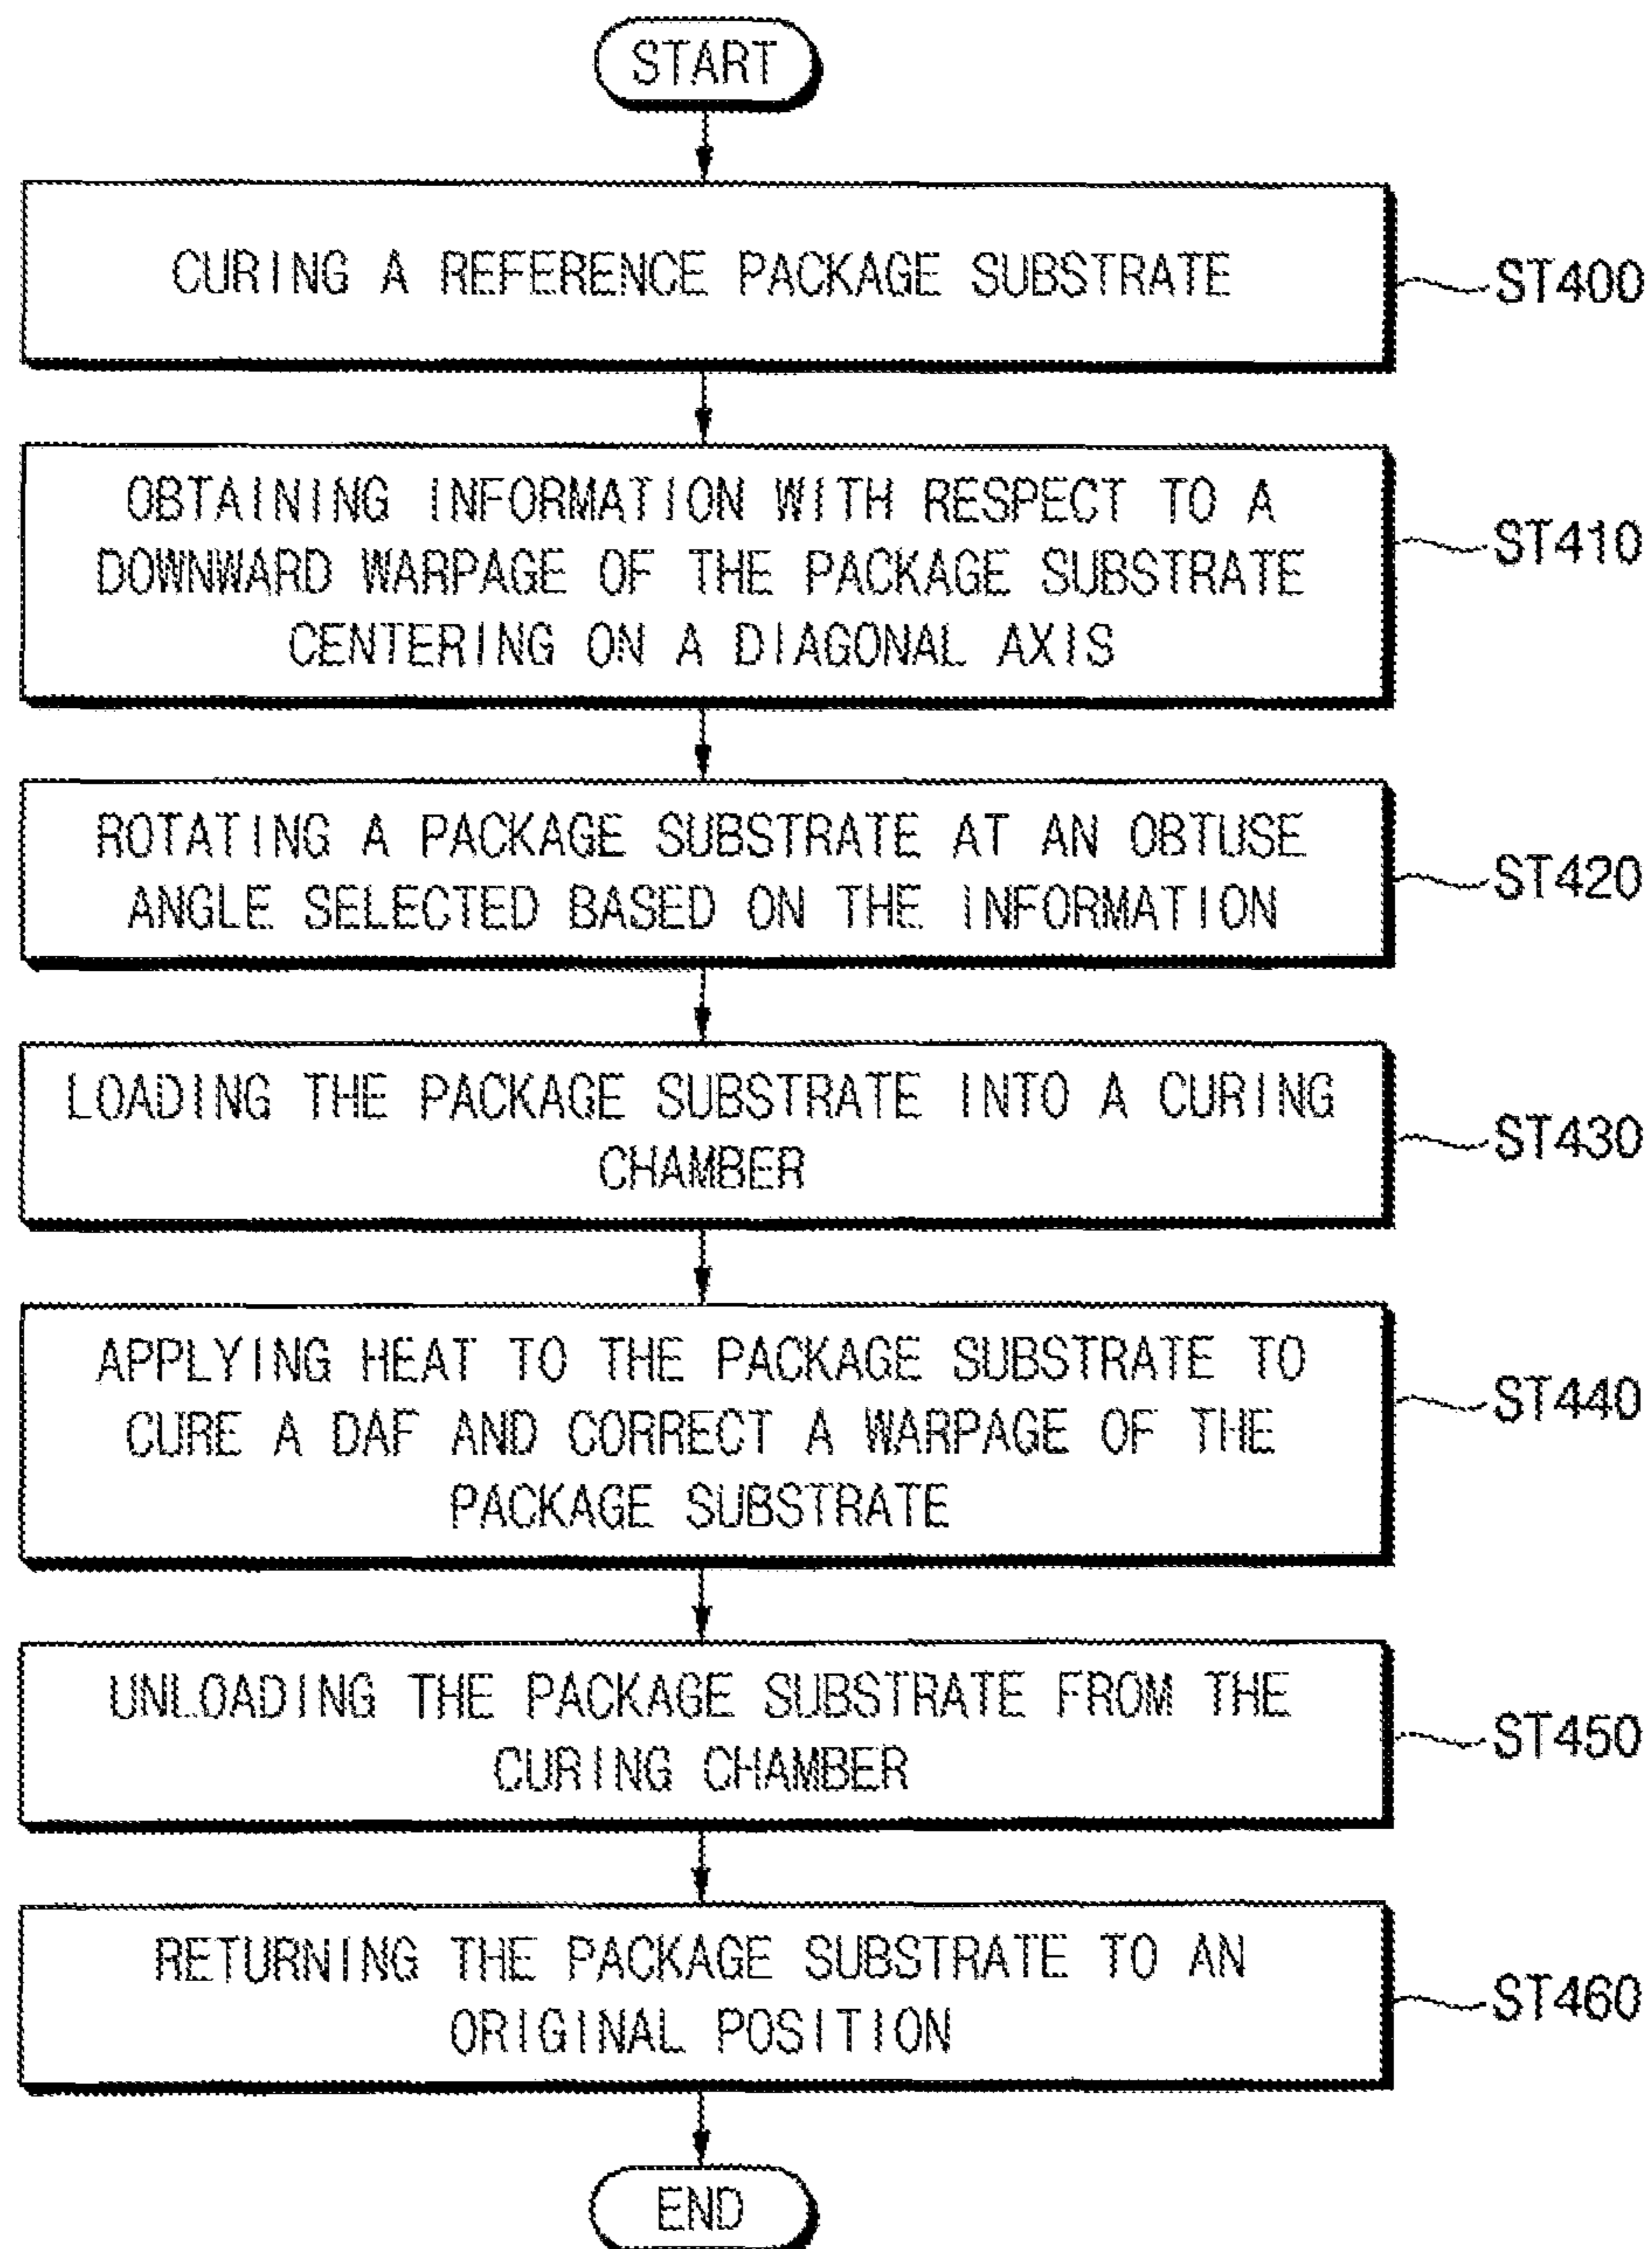 START
CURING A REFERENCE PACKAGE SUBSTRATE
ST400
OBTAINING INFORMATION WITH RESPECT TO A
DOWNWARD WARPAGE OF THE PACKAGE SUBSTRATE
CENTERING ON A DIAGONAL AXIS
ST410
ROTATING A PACKAGE SUBSTRATE AT AN OBTUSE
ANGLE SELECTED BASED ON THE INFORMATION
ST420
LOADING THE PACKAGE SUBSTRATE INTO A CURING
CHAMBER
ST430
APPLYING HEAT TO THE PACKAGE SUBSTRATE TO
CURE A DAF AND CORRECT A WARPAGE OF THE
PACKAGE SUBSTRATE
ST440
UNLOADING THE PACKAGE SUBSTRATE FROM THE
CURING CHAMBER
ST450
RETURNING THE PACKAGE SUBSTRATE TO AN
ORIGINAL POSITION
ST460
END